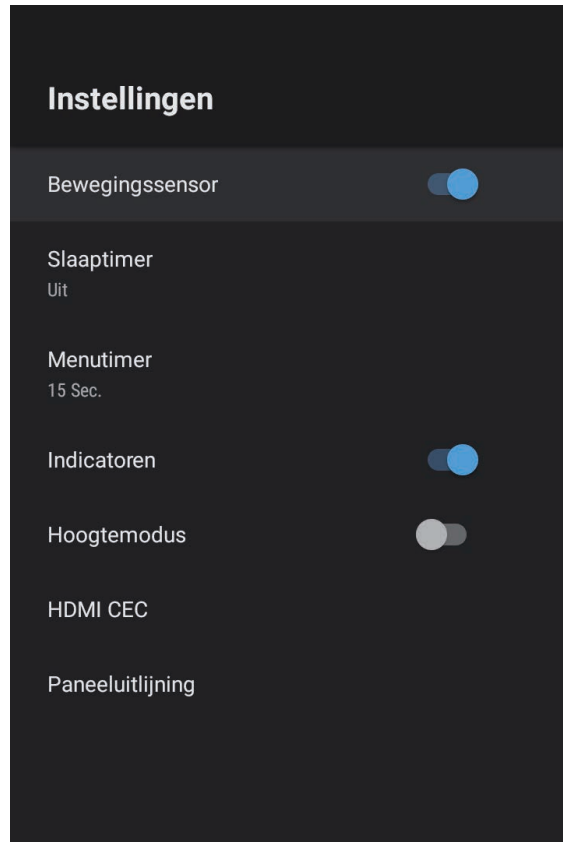 Instellingen
Bewegingssensor
Slaaptimer
Uit
Menutimer
15 Sec.
Indicatoren
Hoogtemodus
HDMI CEC
Paneeluitlijning